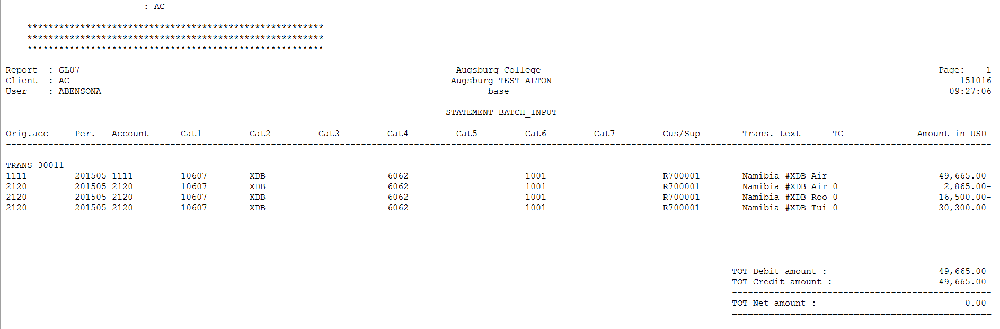 : AC
********************************************************
********************************************************
********************************************************
Report  : GL07    Augsburg College    Page:    1
Client  : AC    Augsburg TEST ALTON    151016
User    : ABENSONA    base    09:27:06
STATEMENT BATCH_INPUT
Orig.acc    Per.    Account    Cat1    Cat2    Cat3    Cat4    Cat5    Cat6    Cat7    Cus/Sup    Trans. text    TC    Amount in USD
TRANS 30011
1111    201505 1111    10607    XDB    6062    1001    R700001    Namibia #XDB Air    49,665.00
2120    201505 2120    10607    XDB    6062    1001    R700001    Namibia #XDB Air 0    2,865.00-
2120    201505 2120    10607    XDB    6062    1001    R700001    Namibia #XDB Roo 0    16,500.00-
2120    201505 2120    10607    XDB    6062    1001    R700001    Namibia #XDB Tui 0    30,300.00-
TOT Debit amount :    49,665.00
TOT Credit amount :    49,665.00
TOT Net amount :    0.00